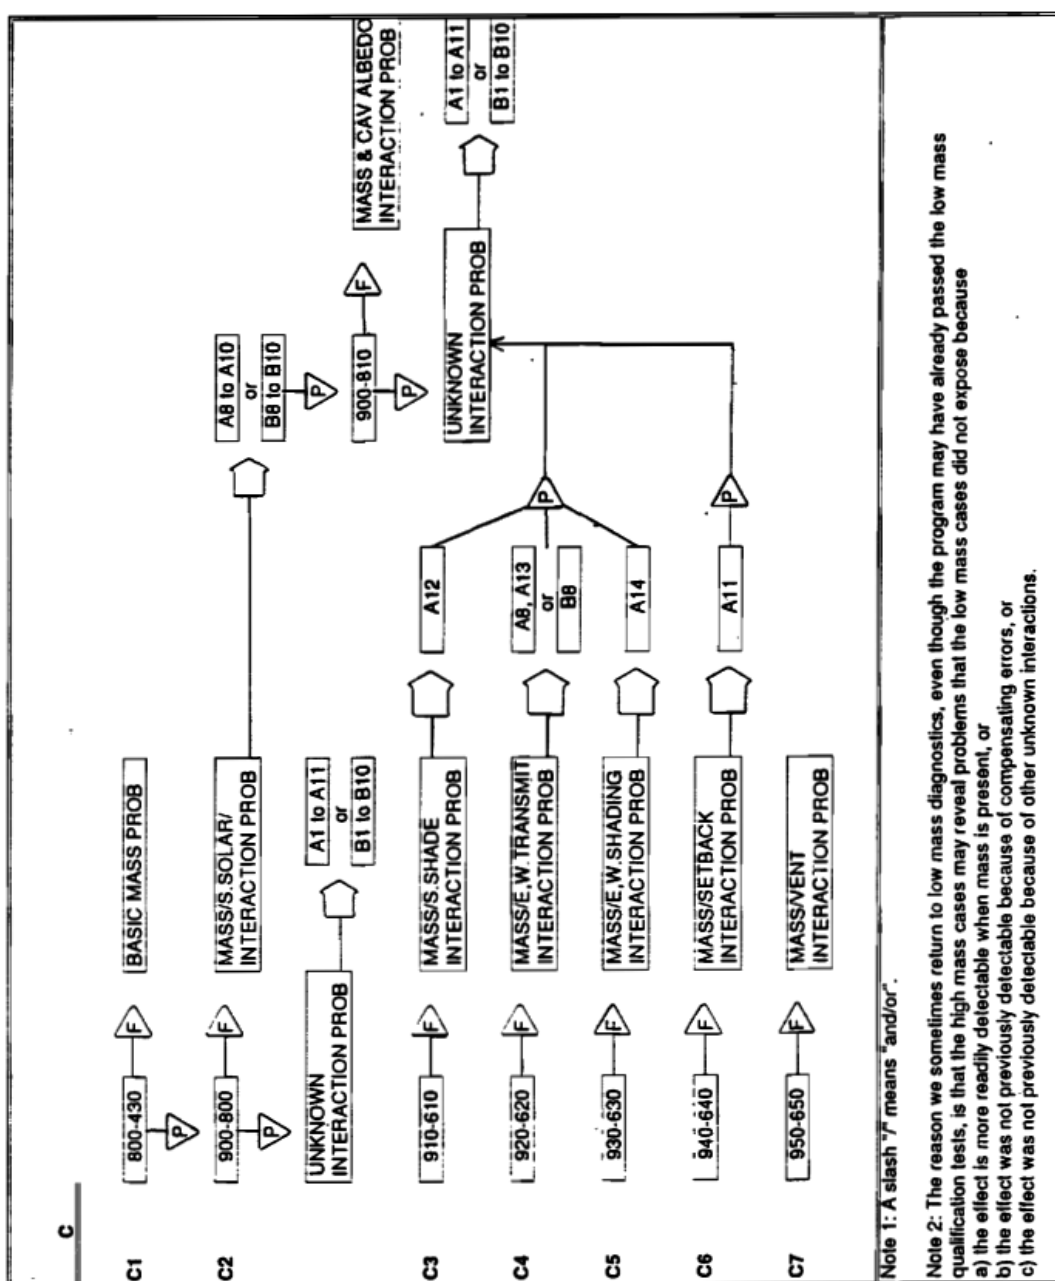 C
C1
800-430
F
BASIC MASS PROB
P
C2
900-800
F
MASS/S.SOLAR/
INTERACTION PROB
A8 to A10
or
B8 to B10
P
P
UNKNOWN
INTERACTION PROB
A1 to A11
or
B1 to B10
900-810
F
MASS & CAV ALBEDO
INTERACTION PROB
P
C3
910-610
F
MASS/S.SHADE
INTERACTION PROB
A12
UNKNOWN
INTERACTION PROB
A1 to A11
or
B1 to B10
C4
920-620
F
MASS/E,W.TRANSMIT
INTERACTION PROB
A8, A13
or
B8
P
C5
930-630
F
MASS/E,W.SHADING
INTERACTION PROB
A14
C6
940-640
F
MASS/SETBACK
INTERACTION PROB
A11
P
C7
950-650
F
MASS/VENT
INTERACTION PROB
Note 1: A slash "/" means "and/or".
Note 2: The reason we sometimes return to low mass diagnostics, even though the program may have already passed the low mass
qualification tests, is that the high mass cases may reveal problems that the low mass cases did not expose because
a) the effect is more readily detectable when mass is present, or
b) the effect was not previously detectable because of compensating errors, or
c) the effect was not previously detectable because of other unknown interactions.